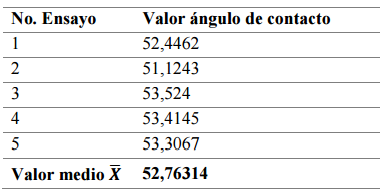 No. Ensayo Valor ángulo de contacto
1 52,4462
2 51,1243
3 53,524
4 53,4145
5 53,3067
Valor medio X̅ 52,76314